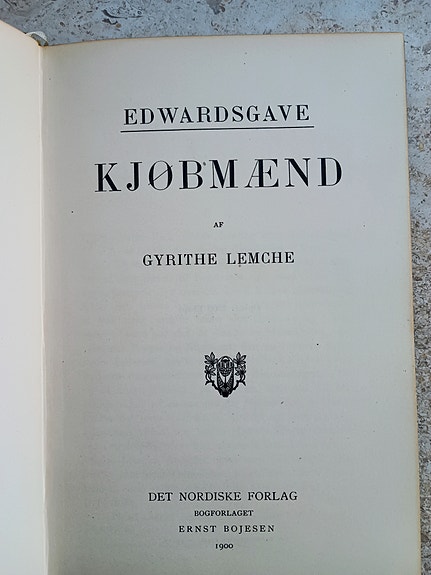 EDWARDSGAVE
KJØBMÆND
AF
GYRITHE LEMCHE
DET NORDISKE FORLAG
BOGFORLAGET
ERNST BOJESEN
1900